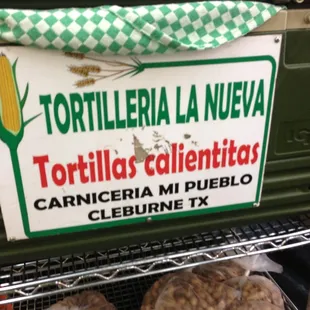 TORTILLERIA LA NUEVA
Tortillas calientitas
CARNICERIA MI PUEBLO
CLEBURNE TX